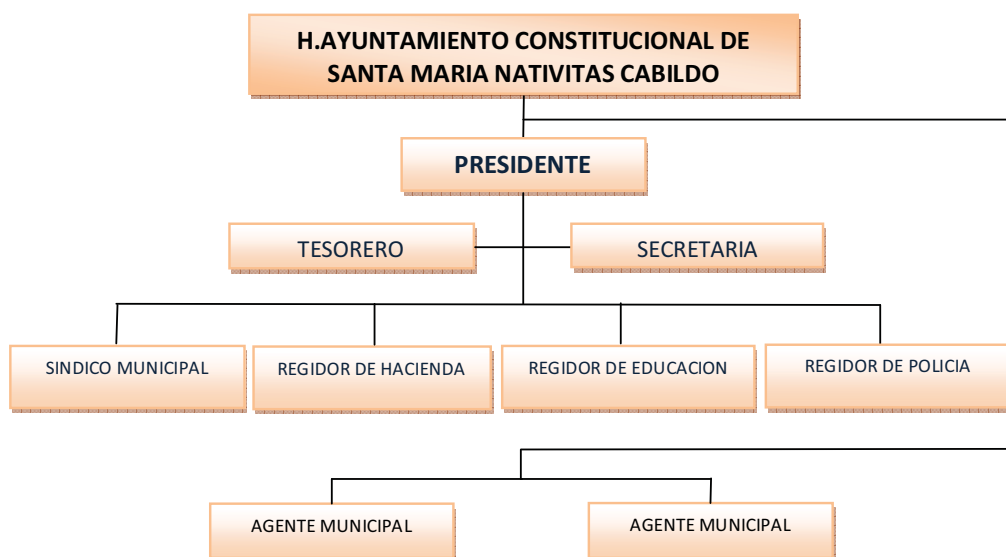 H.AYUNTAMIENTO CONSTITUCIONAL DE
SANTA MARIA NATIVITAS CABILDO
PRESIDENTE
TESORERO
SECRETARIA
SINDICO MUNICIPAL
REGIDOR DE HACIENDA
REGIDOR DE EDUCACION
REGIDOR DE POLICIA
AGENTE MUNICIPAL
AGENTE MUNICIPAL